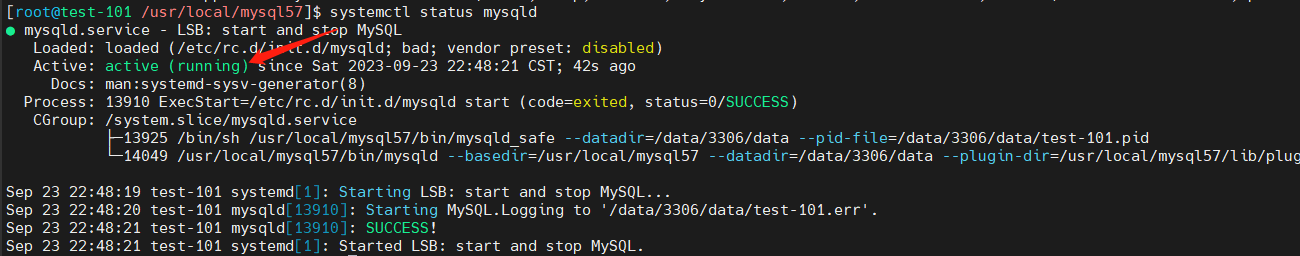 [root@test-101 /usr/local/mysql57]$ systemctl status mysqld
● mysqld.service - LSB: start and stop MySQL
   Loaded: loaded (/etc/rc.d/init.d/mysqld; bad; vendor preset: disabled)
   Active: active (running) since Sat 2023-09-23 22:48:21 CST; 42s ago
     Docs: man:systemd-sysv-generator(8)
  Process: 13910 ExecStart=/etc/rc.d/init.d/mysqld start (code=exited, status=0/SUCCESS)
   CGroup: /system.slice/mysqld.service
           ├─13925 /bin/sh /usr/local/mysql57/bin/mysqld_safe --datadir=/data/3306/data --pid-file=/data/3306/data/test-101.pid
           └─14049 /usr/local/mysql57/bin/mysqld --basedir=/usr/local/mysql57 --datadir=/data/3306/data --plugin-dir=/usr/local/mysql57/lib/plug
Sep 23 22:48:19 test-101 systemd[1]: Starting LSB: start and stop MySQL...
Sep 23 22:48:20 test-101 mysqld[13910]: Starting MySQL.Logging to '/data/3306/data/test-101.err'.
Sep 23 22:48:21 test-101 mysqld[13910]: SUCCESS!
Sep 23 22:48:21 test-101 systemd[1]: Started LSB: start and stop MySQL.